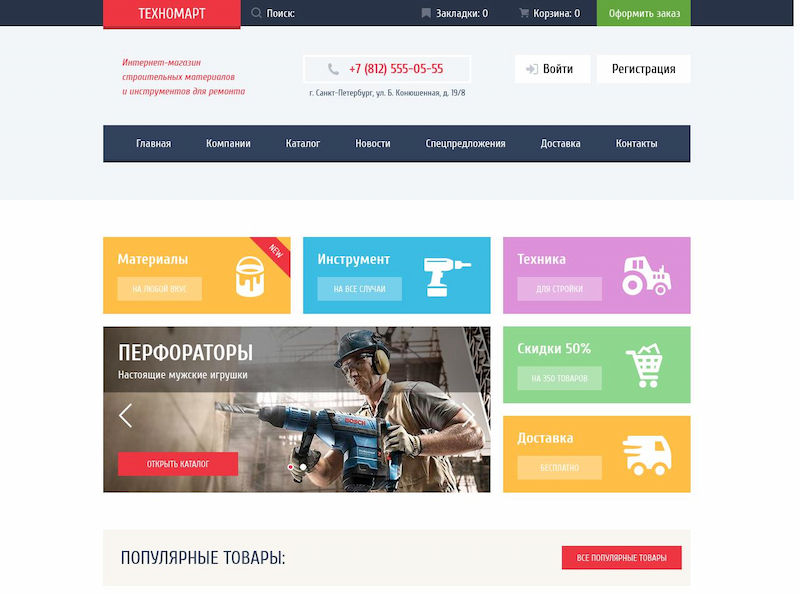 ТЕХНОМАРТ
Поиск:
Закладки: 0
Корзина: 0
Оформить заказ
Интернет-магазин
строительных материалов
и инструментов для ремонта
+7 (812) 555-05-55
г. Санкт-Петербург, ул. Б. Конюшенная, д. 19/8
Войти
Регистрация
Главная
Компании
Каталог
Новости
Спецпредложения
Доставка
Контакты
Материалы
НА ЛЮБОЙ ВКУС
NEW
Инструмент
НА ВСЕ СЛУЧАИ
Техника
ДЛЯ СТРОЙКИ
ПЕРФОРАТОРЫ
Настоящие мужские игрушки
BOSCH
ОТКРЫТЬ КАТАЛОГ
Скидки 50%
НА 350 ТОВАРОВ
Доставка
БЕСПЛАТНО
ПОПУЛЯРНЫЕ ТОВАРЫ:
ВСЕ ПОПУЛЯРНЫЕ ТОВАРЫ